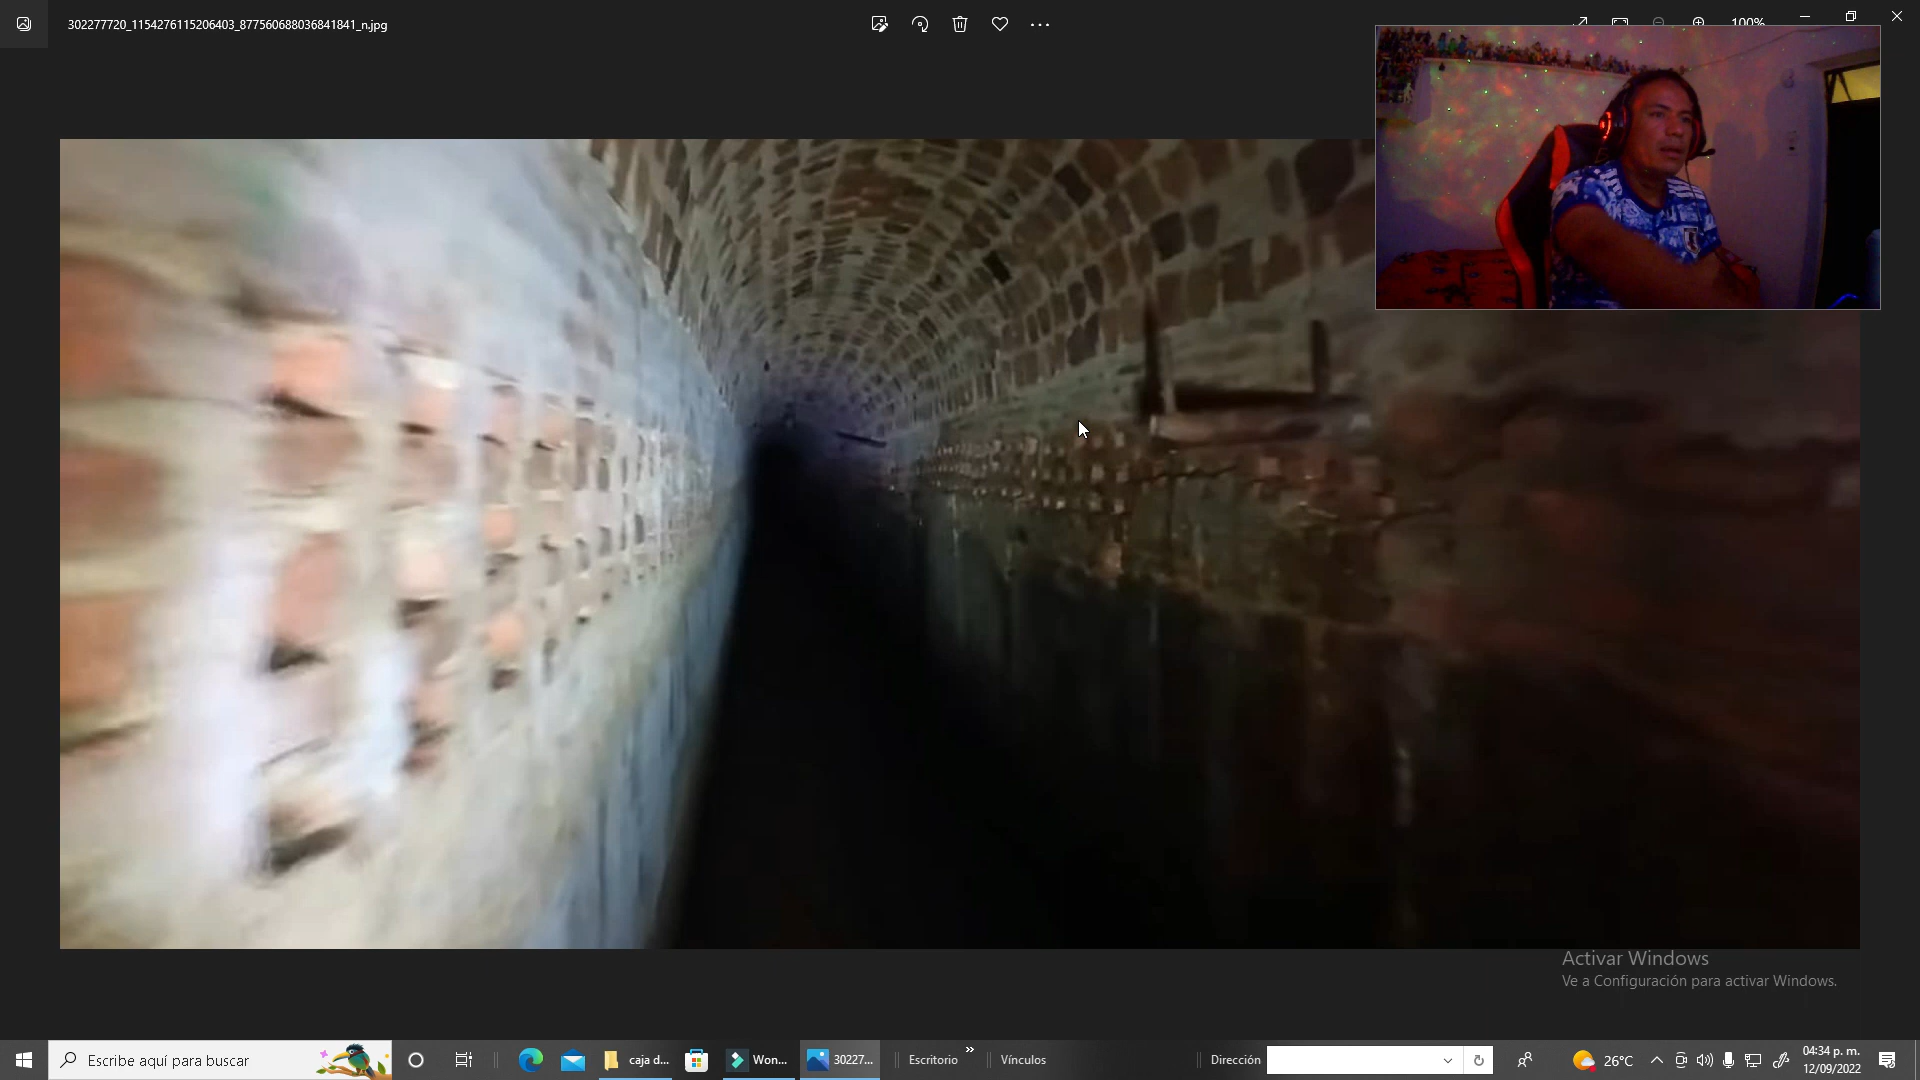 302277720_1154276115206403_877560688036841841_n.jpg
100%
Activar Windows
Ve a Configuración para activar Windows.
Escribe aquí para buscar
caja d...
Won...
30227...
Escritorio
Vínculos
Dirección
26°C
04:34 p. m.
12/09/2022